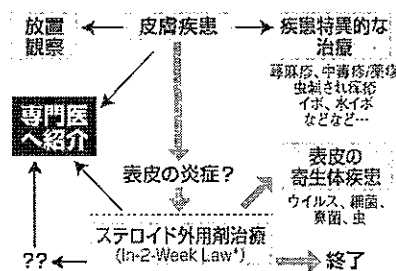 放置
観察
皮膚疾患
疾患特異的な
治療
蕁麻疹、中毒疹/薬疹
虫刺され痕疹
イボ、水イボ
などなど…
専門医
へ紹介
表皮の炎症?
表皮の
寄生体疾患
ウイルス、細菌、
真菌、虫
ステロイド外用剤治療
(In-2-Week Law*)
??
終了